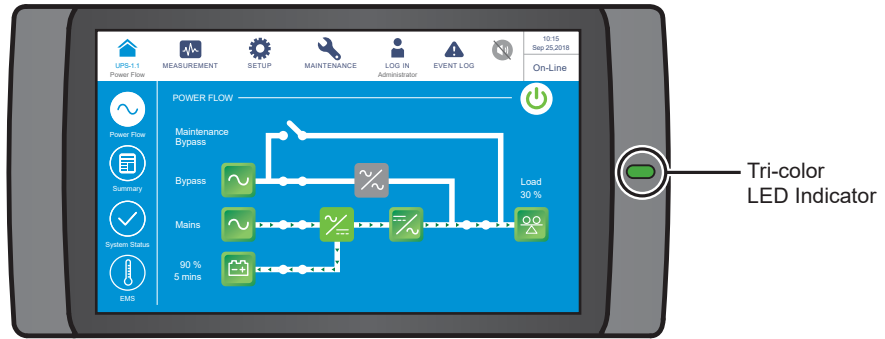 10:15
Sep 25,2018
UPS-1.1
Power Flow
MEASUREMENT
SETUP
MAINTENANCE
LOG IN
Administrator
EVENT LOG
On-Line
POWER FLOW
Power Flow
Maintenance
Bypass
Summary
Bypass
Load
30 %
Mains
System Status
90 %
5 mins
EMS
Tri-color
LED Indicator